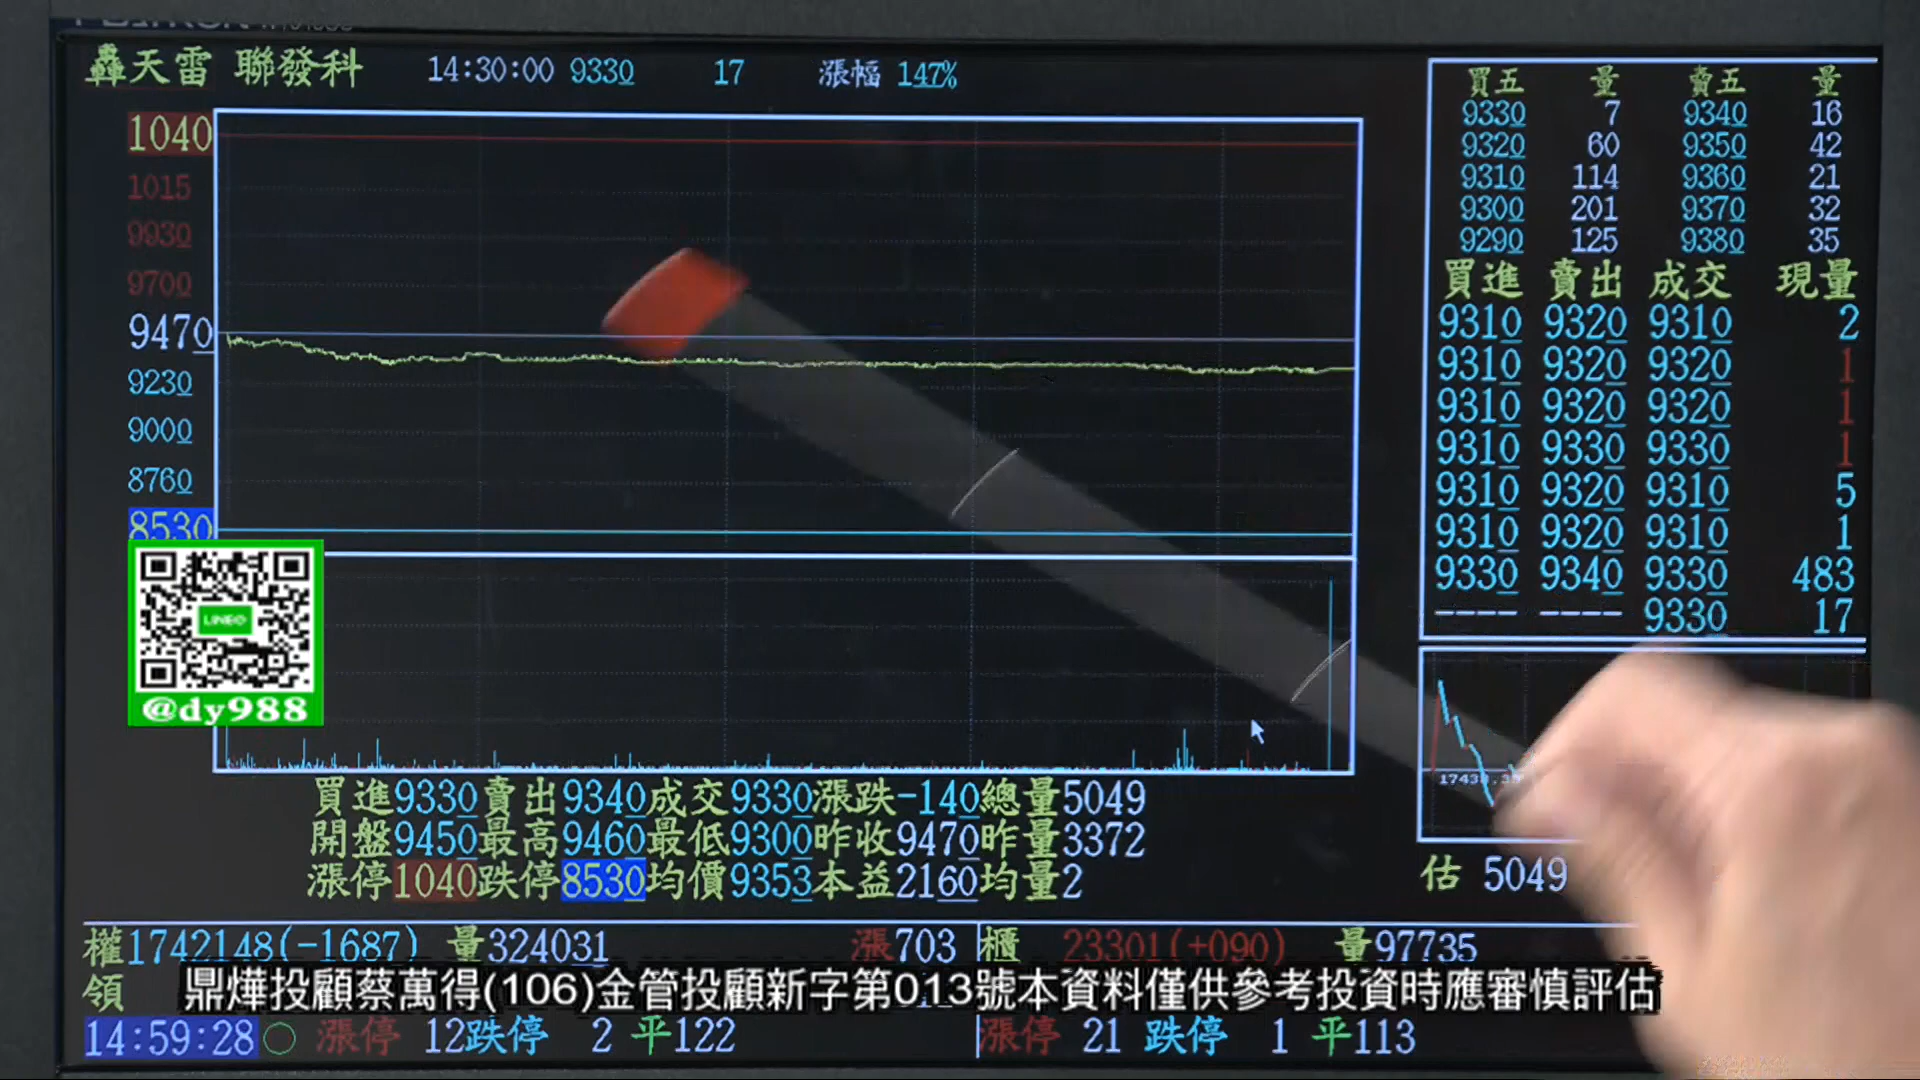 轟天雷 聯發科 14:30:00 9330 17 漲幅 147%
1040
1015
9930
9700
9470
9230
9000
8760
8530
買五 量 賣五 量
9330 7 9340 16
9320 60 9350 42
9310 114 9360 21
9300 201 9370 32
9290 125 9380 35
買進 賣出 成交 現量
9310 9320 9310 2
9310 9320 9320 1
9310 9320 9320 1
9310 9330 9330 1
9310 9320 9310 5
9310 9320 9310 1
9330 9340 9330 483
---- ---- 9330 17
@dy988
買進9330賣出9340成交9330漲跌-140總量5049
開盤9450最高9460最低9300昨收9470昨量3372
漲停1040跌停8530均價9353本益2160均量2
估 5049
權1742148(-1687) 量324031 漲703 櫃 23301(+090) 量97735
領
鼎燁投顧蔡萬得(106)金管投顧新字第013號本資料僅供參考投資時應審慎評估
14:59:28 漲停 12跌停 2 平122 漲停 21 跌停 1 平113